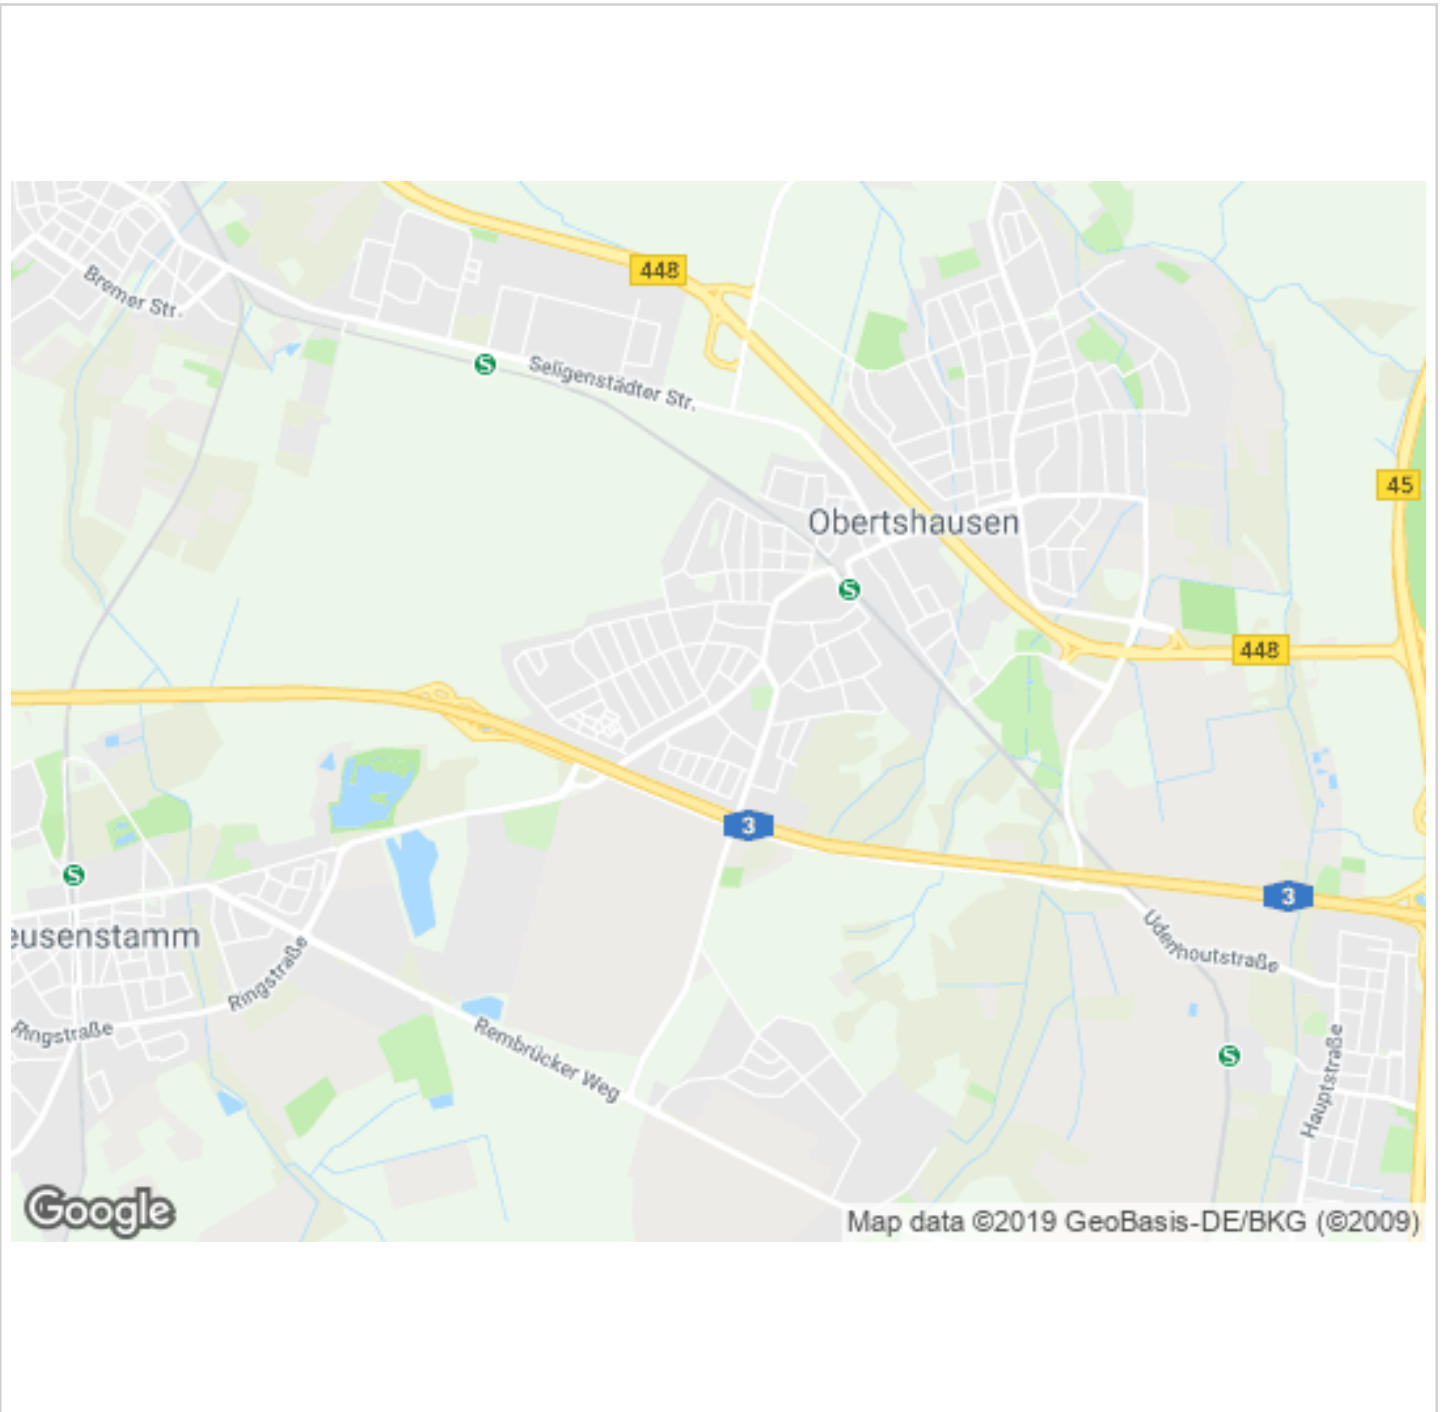 448
Bremer Str.
Seligenstädter Str.
45
Obertshausen
448
3
3
eusenstamm
Udenhoutstraße
Ringstraße
Ringstraße
Rembrücker Weg
Hauptstraße
S
S
S
S
Google
Map data ©2019 GeoBasis-DE/BKG (©2009)